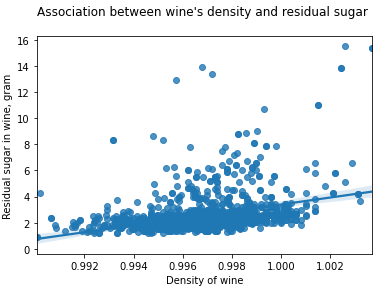 Association between wine's density and residual sugar
16
14
12
10
8
6
4
2
0
Residual sugar in wine, gram
0.992 0.994 0.996 0.998 1.000 1.002
Density of wine